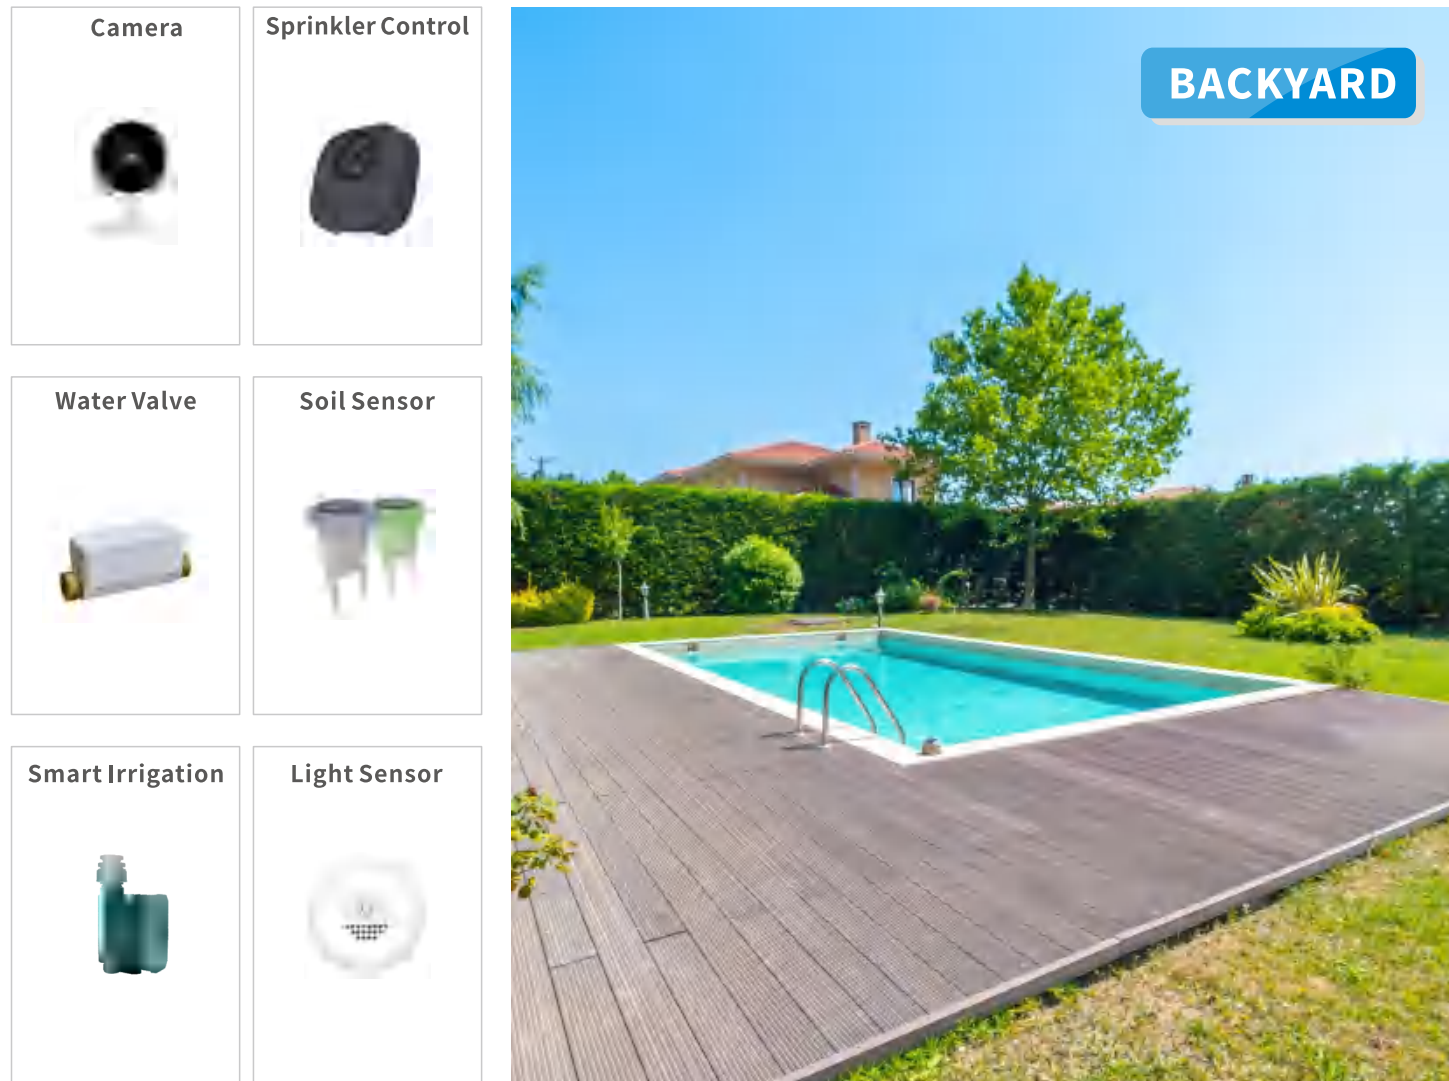 Camera
Sprinkler Control
BACKYARD
Water Valve
Soil Sensor
Smart Irrigation
Light Sensor